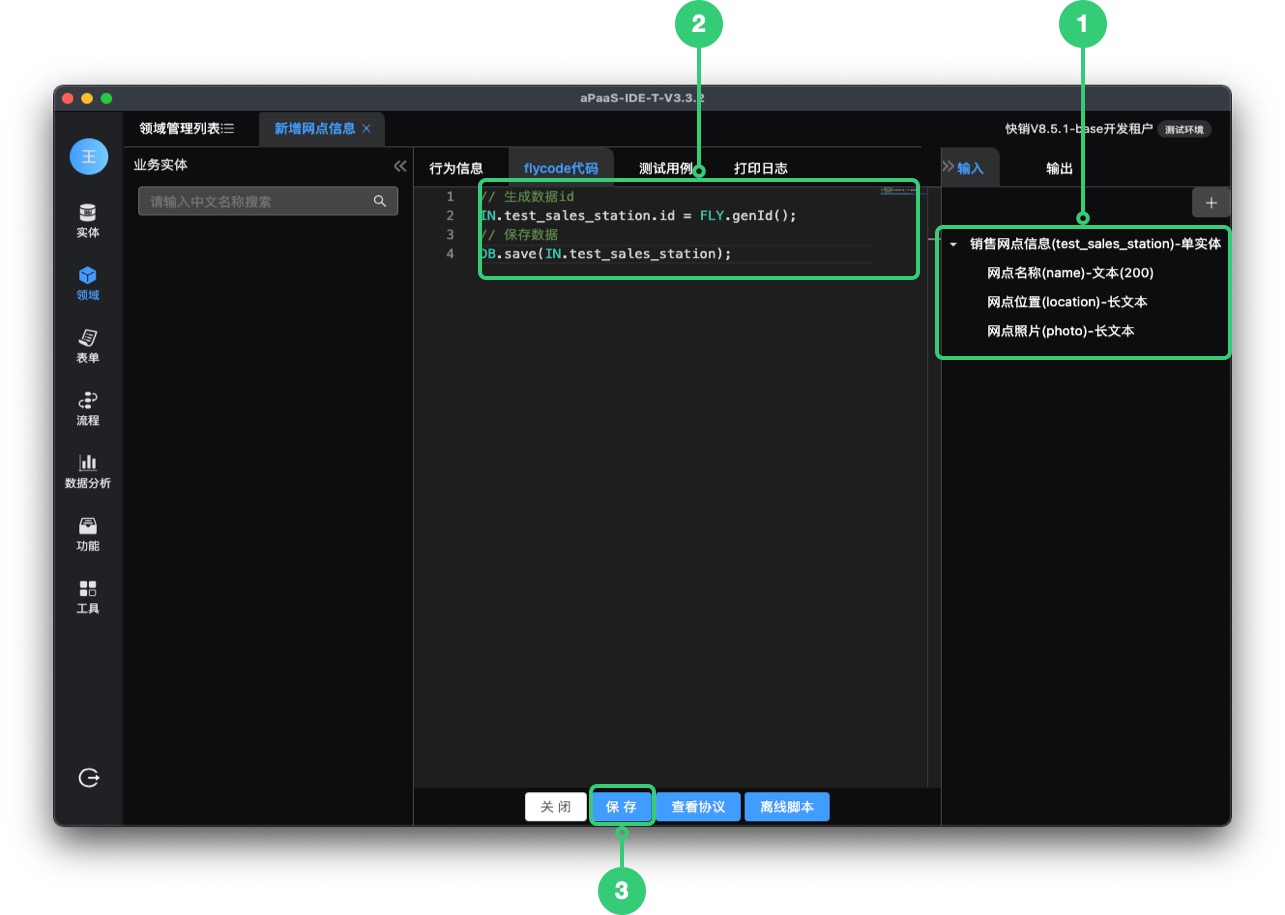 2
1
aPaaS-IDE-T-V3.3.2
王
领域管理列表
新增网点信息
快销V8.5.1-base开发租户
测试环境
业务实体
请输入中文名称搜索
实体
领域
表单
流程
数据分析
功能
工具
行为信息
flycode代码
测试用例
打印日志
1 // 生成数据id
2 IN.test_sales_station.id = FLY.genId();
3 // 保存数据
4 DB.save(IN.test_sales_station);
输入
输出
+
销售网点信息(test_sales_station)-单实体
网点名称(name)-文本(200)
网点位置(location)-长文本
网点照片(photo)-长文本
关 闭
保 存
查看协议
离线脚本
3